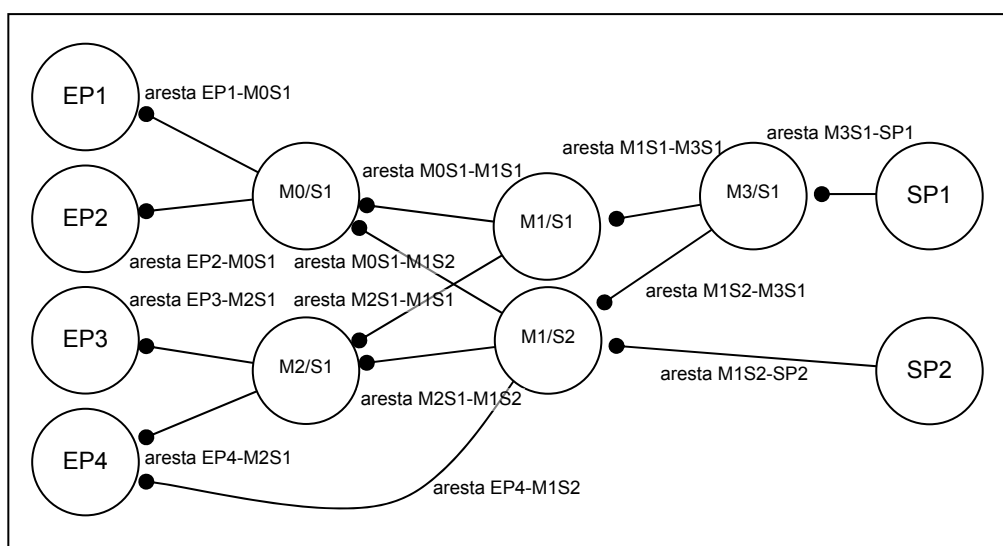 EP1
aresta EP1-M0S1
EP2
aresta EP2-M0S1
aresta EP3-M2S1
EP3
EP4
aresta EP4-M2S1
M0/S1
aresta M0S1-M1S1
aresta M0S1-M1S2
aresta M2S1-M1S1
M2/S1
aresta M2S1-M1S2
aresta EP4-M1S2
M1/S1
M1/S2
aresta M1S1-M3S1
M3/S1
aresta M1S2-M3S1
aresta M1S2-SP2
aresta M3S1-SP1
SP1
SP2